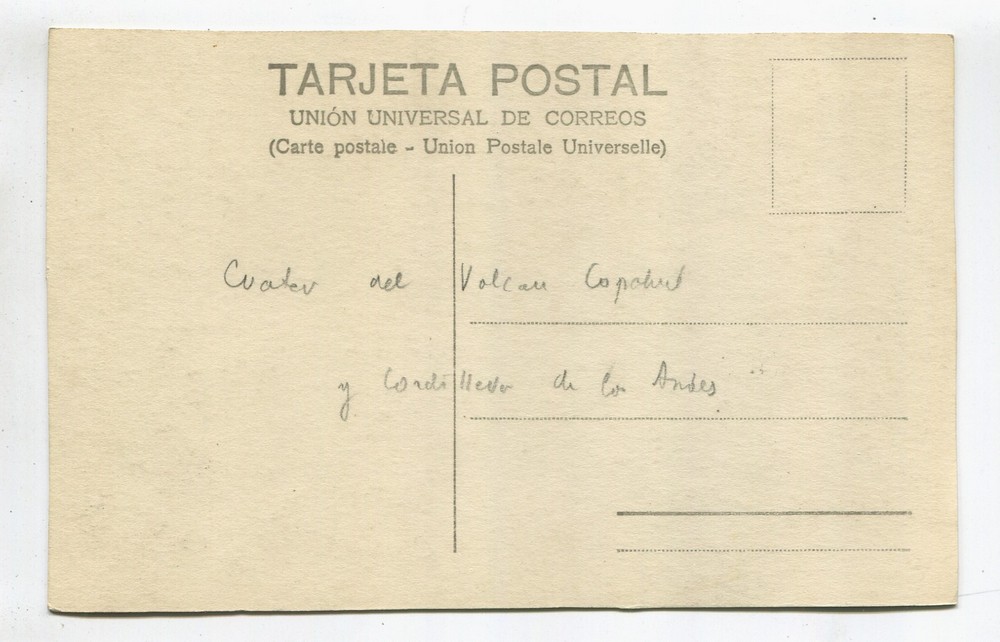 TARJETA POSTAL
UNIÓN UNIVERSAL DE CORREOS
(Carte postale - Union Postale Universelle)
Crater del Volcan Copahue
y Cordillera de los Andes